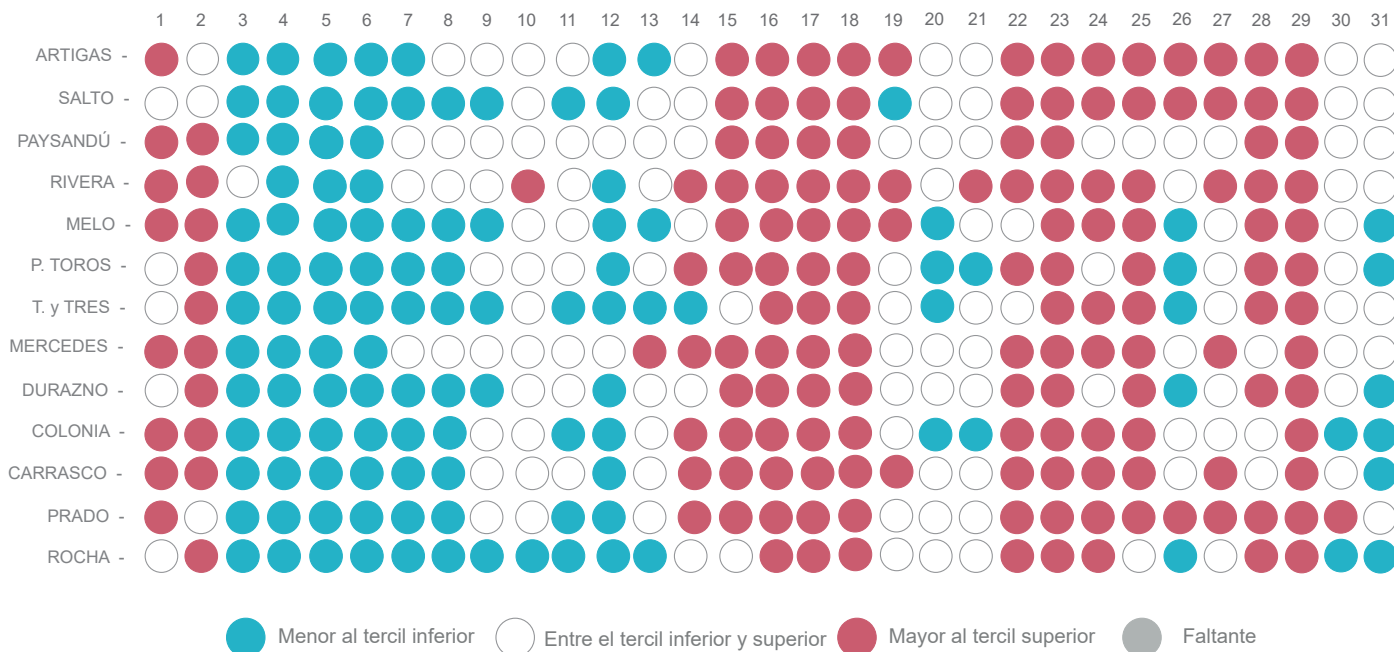 1 2 3 4 5 6 7 8 9 10 11 12 13 14 15 16 17 18 19 20 21 22 23 24 25 26 27 28 29 30 31
ARTIGAS -
SALTO -
PAYSANDÚ -
RIVERA -
MELO -
P. TOROS -
T. y TRES -
MERCEDES -
DURAZNO -
COLONIA -
CARRASCO -
PRADO -
ROCHA -
Menor al tercil inferior Entre el tercil inferior y superior Mayor al tercil superior Faltante